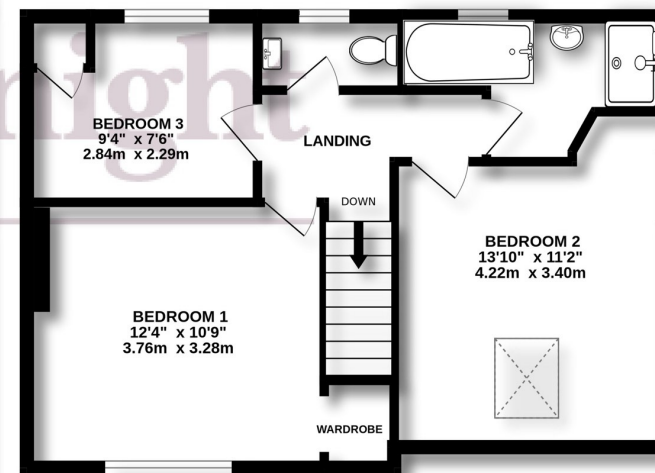 night
BEDROOM 3
9'4" x 7'6"
2.84m x 2.29m
LANDING
DOWN
BEDROOM 2
13'10" x 11'2"
4.22m x 3.40m
BEDROOM 1
12'4" x 10'9"
3.76m x 3.28m
WARDROBE